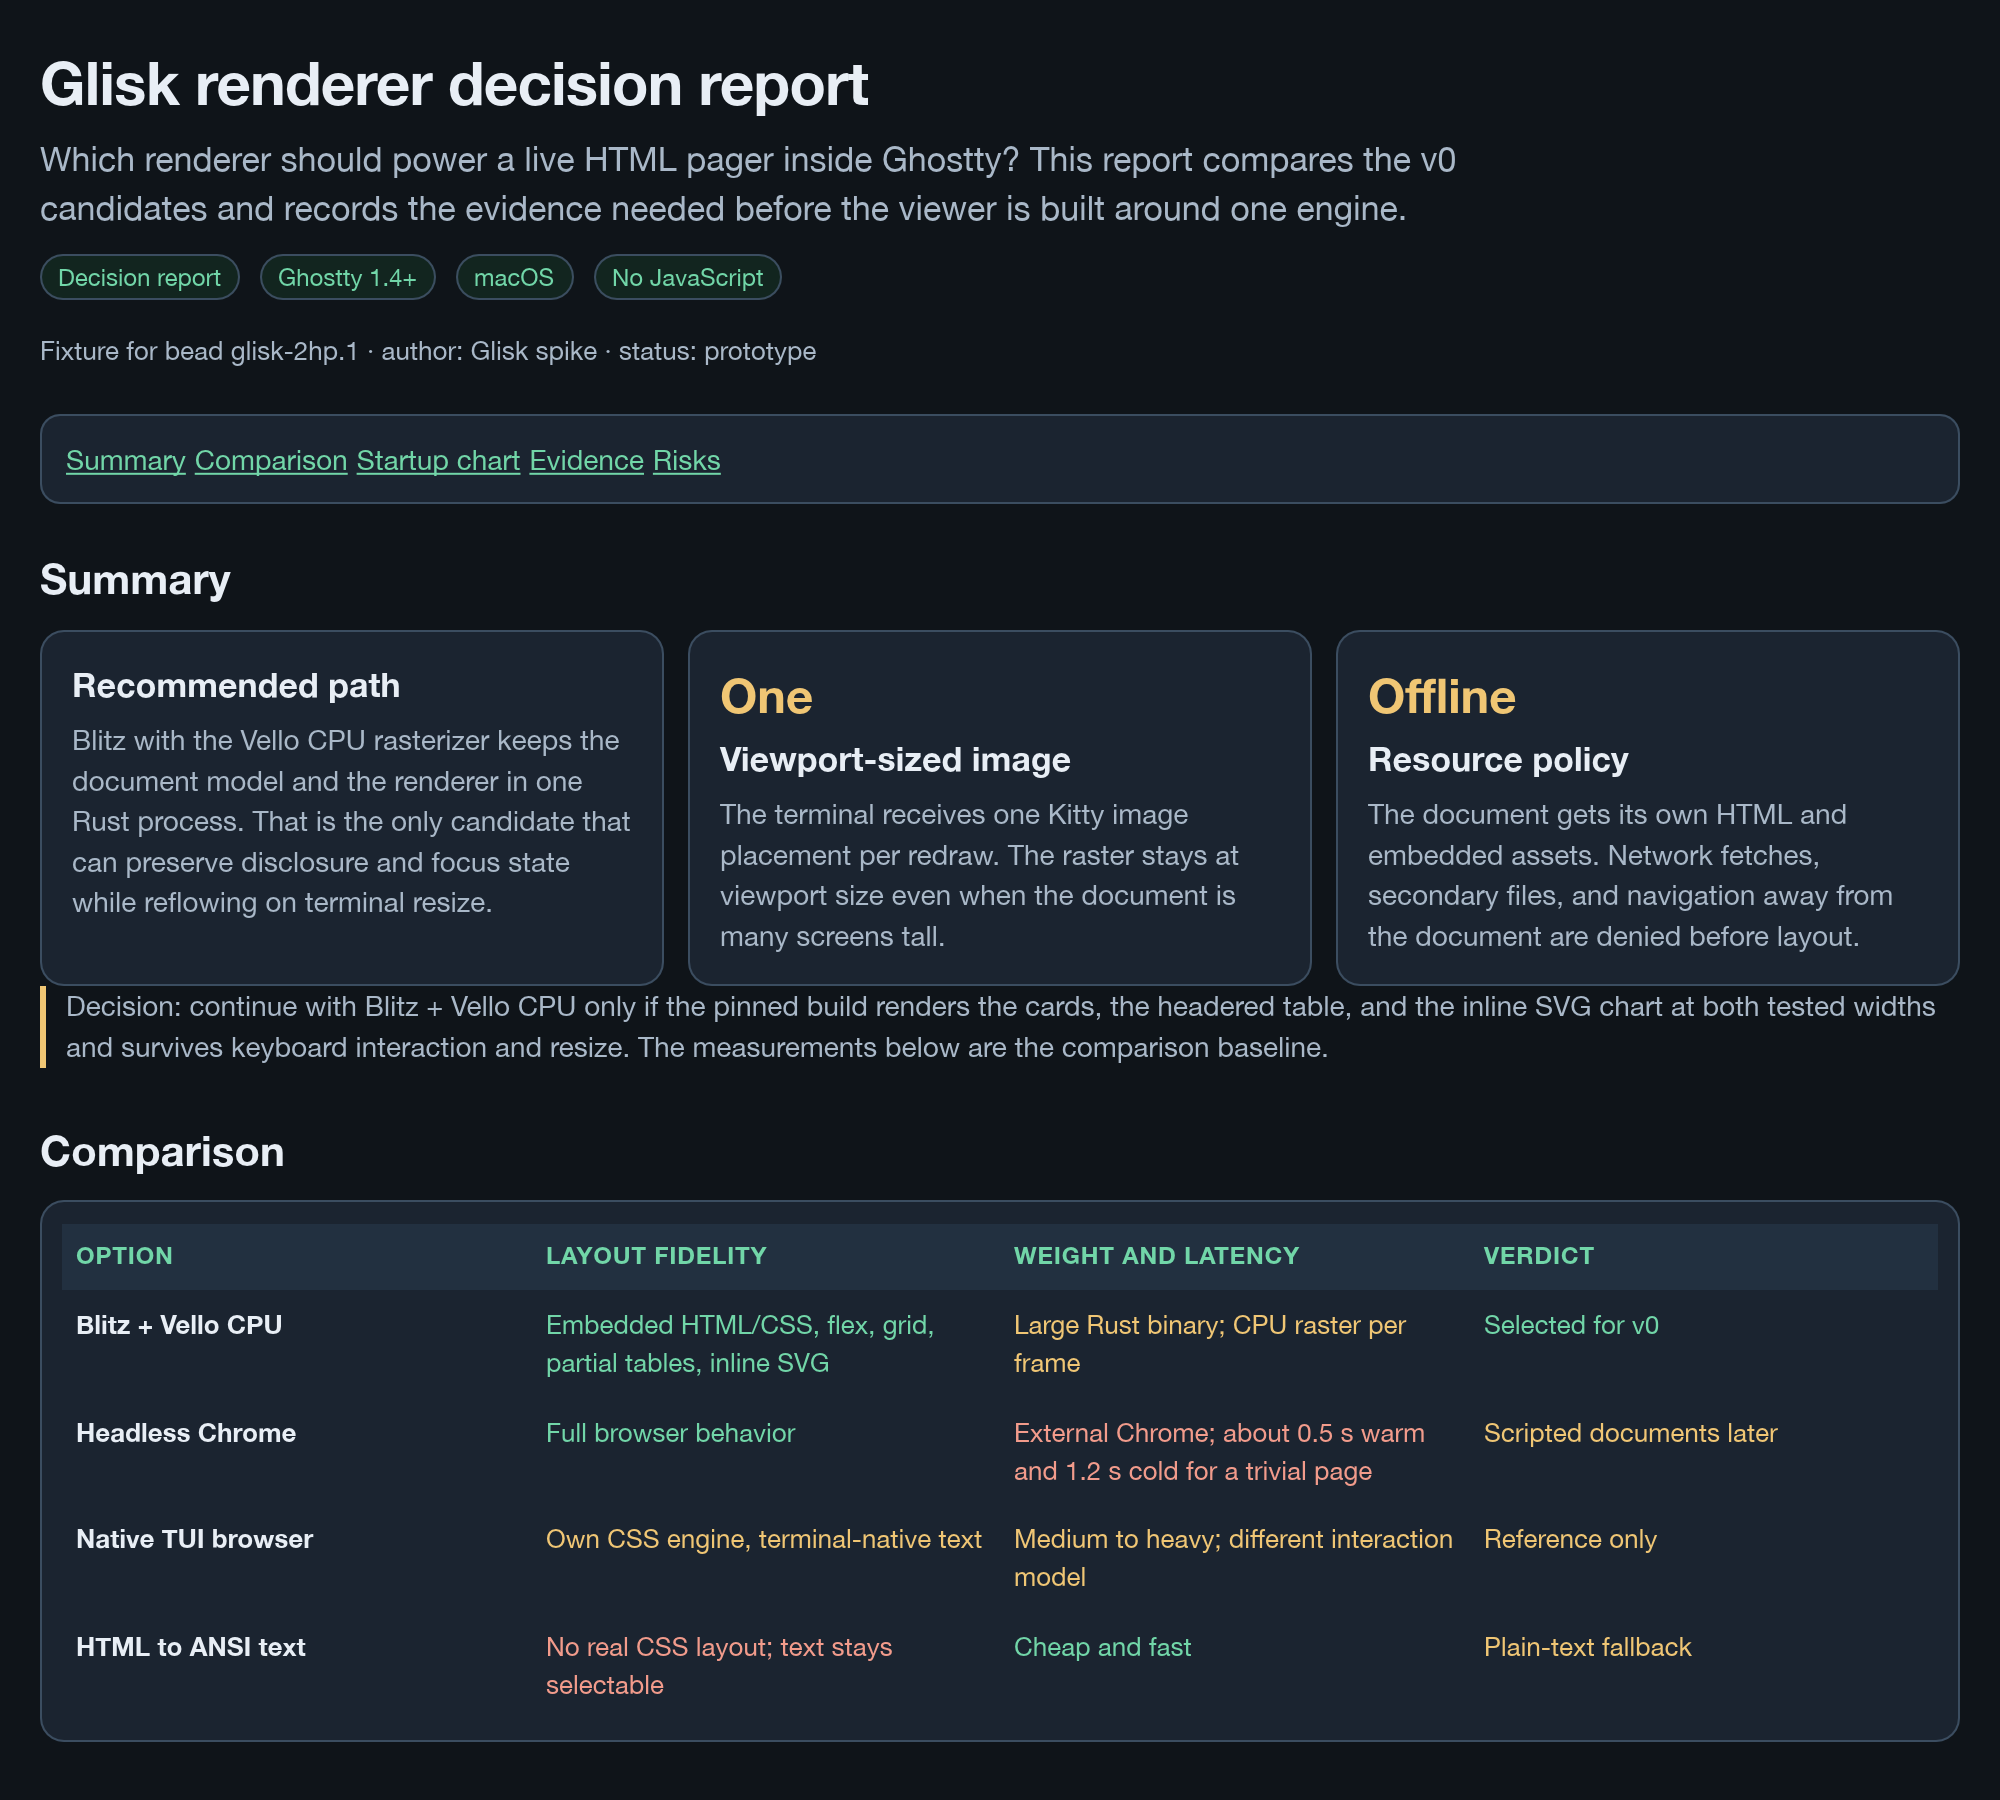 Glisk renderer decision report
Which renderer should power a live HTML pager inside Ghostty? This report compares the v0
candidates and records the evidence needed before the viewer is built around one engine.
Decision report Ghostty 1.4+ macOS No JavaScript
Fixture for bead glisk-2hp.1 · author: Glisk spike · status: prototype
Summary Comparison Startup chart Evidence Risks
Summary
Recommended path
Blitz with the Vello CPU rasterizer keeps the
document model and the renderer in one
Rust process. That is the only candidate that
can preserve disclosure and focus state
while reflowing on terminal resize.
One
Viewport-sized image
The terminal receives one Kitty image
placement per redraw. The raster stays at
viewport size even when the document is
many screens tall.
Offline
Resource policy
The document gets its own HTML and
embedded assets. Network fetches,
secondary files, and navigation away from
the document are denied before layout.
Decision: continue with Blitz + Vello CPU only if the pinned build renders the cards, the headered table, and the inline SVG chart at both tested widths
and survives keyboard interaction and resize. The measurements below are the comparison baseline.
Comparison
OPTION LAYOUT FIDELITY WEIGHT AND LATENCY VERDICT
Blitz + Vello CPU
Embedded HTML/CSS, flex, grid,
partial tables, inline SVG
Large Rust binary; CPU raster per
frame
Selected for v0
Headless Chrome
Full browser behavior
External Chrome; about 0.5 s warm
and 1.2 s cold for a trivial page
Scripted documents later
Native TUI browser
Own CSS engine, terminal-native text
Medium to heavy; different interaction
model
Reference only
HTML to ANSI text
No real CSS layout; text stays
selectable
Cheap and fast
Plain-text fallback